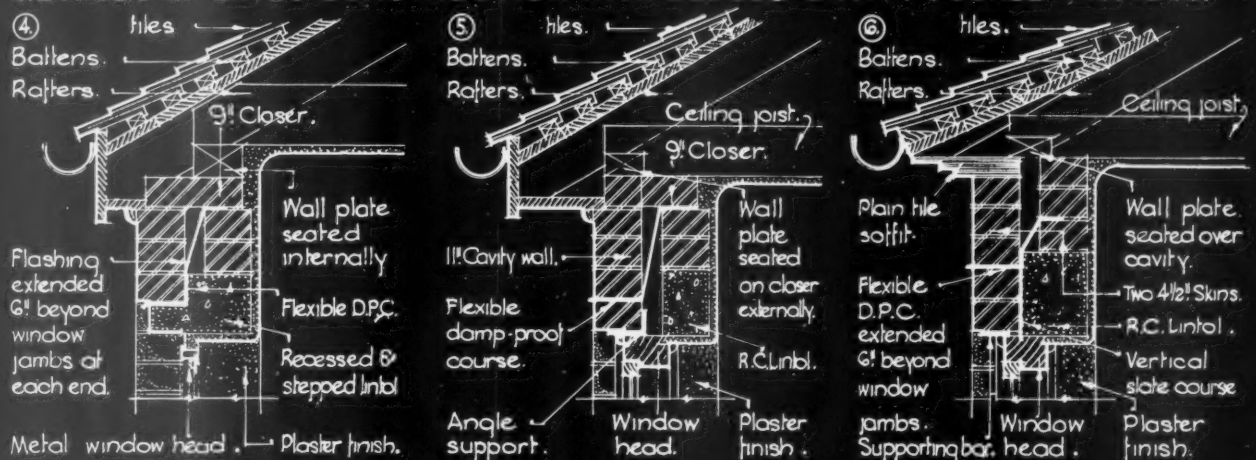 ④.
tiles
Battens.
Rafters.
9" Closer.
Wall plate
seated
internally
Flashing
extended
6" beyond
window
jambs at
each end.
Flexible D.P.C.
Recessed &
stepped lintol
Metal window head.
Plaster finish.
⑤.
tiles.
Battens.
Rafters.
Ceiling joist.
9" Closer.
Wall
plate
seated
on closer
externally.
11" Cavity wall.
Flexible
damp-proof
course.
R.C. Lintol.
Angle
support.
Window
head.
Plaster
finish.
⑥.
tiles.
Battens.
Rafters.
Ceiling joist.
Plain tile
soffit.
Wall plate
seated over
cavity.
Flexible
D.P.C.
extended
6" beyond
window
jambs.
Two 4½" Skins.
R.C. Lintol.
Vertical
slate course
Supporting bar.
Window
head.
Plaster
finish.